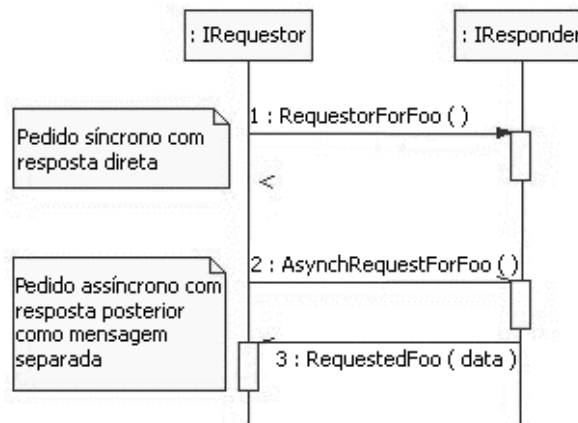 : IRequestor
: IResponder
1 : RequestorForFoo ( )
Pedido síncrono com
resposta direta
2 : AsynchRequestForFoo ( )
Pedido assíncrono com
resposta posterior
como mensagem
separada
3 : RequestedFoo ( data )